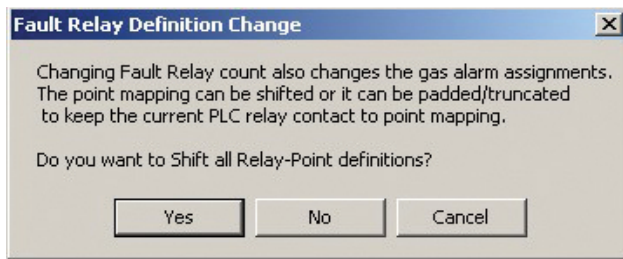 Fault Relay Definition Change
Changing Fault Relay count also changes the gas alarm assignments.
The point mapping can be shifted or it can be padded/truncated
to keep the current PLC relay contact to point mapping.
Do you want to Shift all Relay-Point definitions?
Yes
No
Cancel